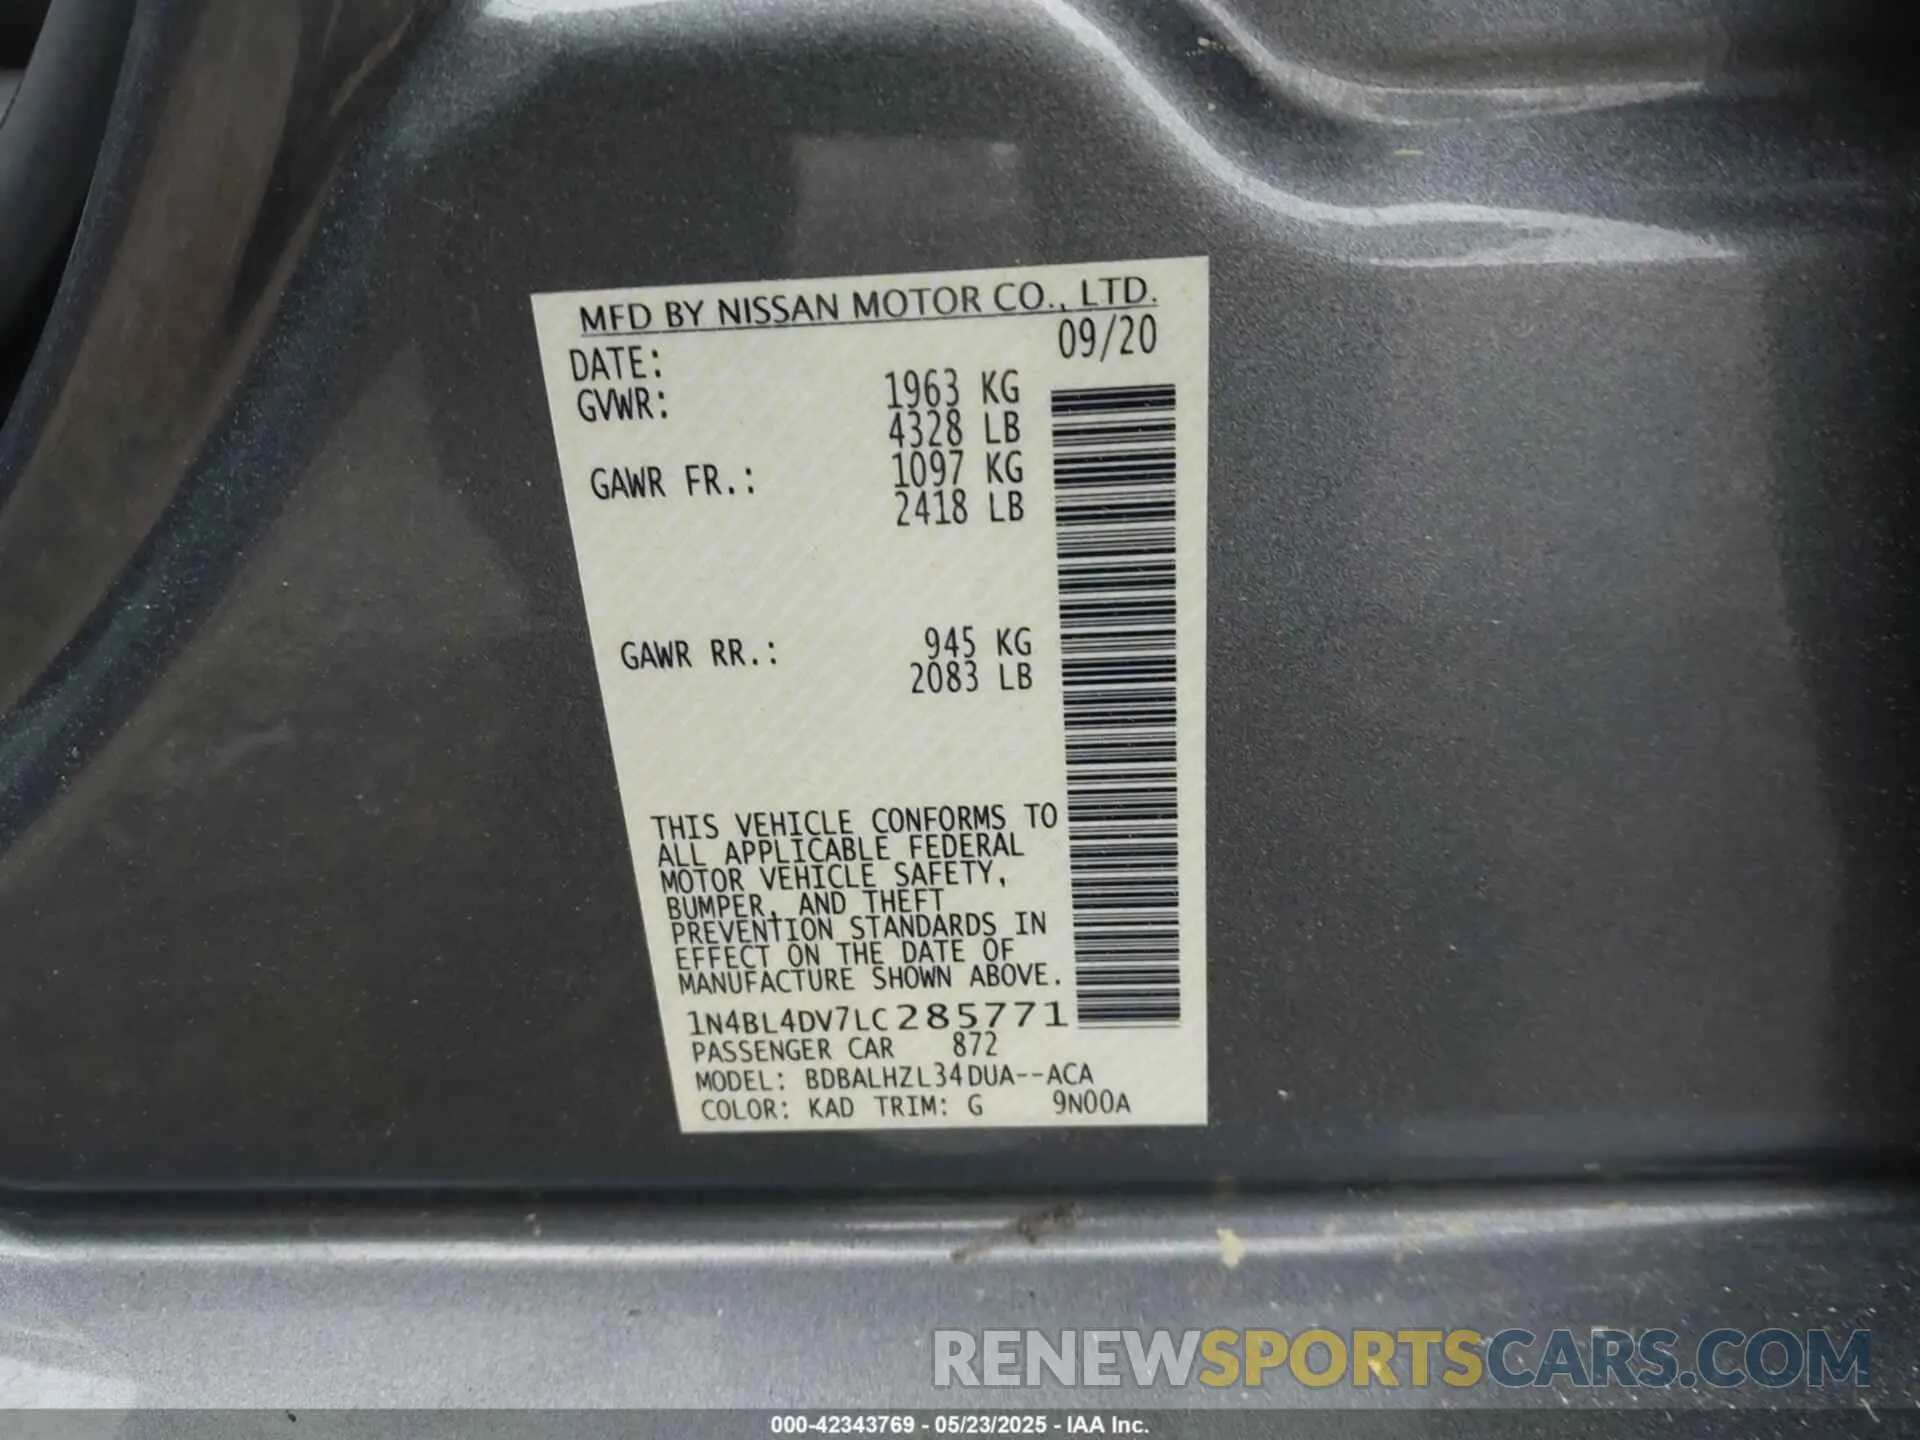 MFD BY NISSAN MOTOR CO., LTD.
DATE: 09/20
GVWR: 1963 KG
4328 LB
GAWR FR.: 1097 KG
2418 LB
GAWR RR.: 945 KG
2083 LB
THIS VEHICLE CONFORMS TO
ALL APPLICABLE FEDERAL
MOTOR VEHICLE SAFETY,
BUMPER, AND THEFT
PREVENTION STANDARDS IN
EFFECT ON THE DATE OF
MANUFACTURE SHOWN ABOVE.
1N4BL4DV7LC285771
PASSENGER CAR 872
MODEL: BDBALHZL34DUA--ACA
COLOR: KAD TRIM: G 9N00A
RENEWSPORTSCARS.COM
000-42343769 - 05/23/2025 - IAA Inc.